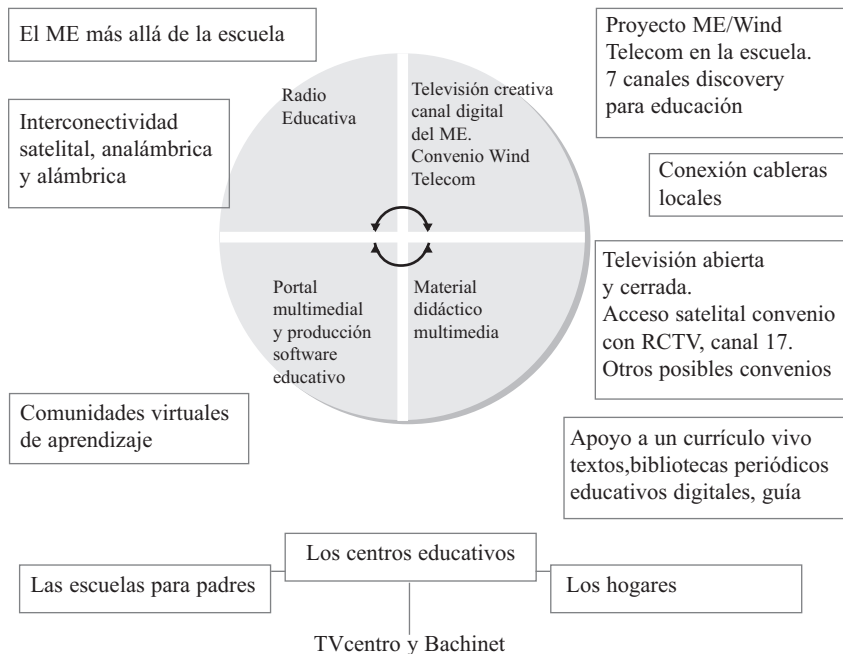 El ME más allá de la escuela
Proyecto ME/Wind
Telecom en la escuela.
7 canales discovery
para educación
Radio
Educativa
Televisión creativa
canal digital
del ME.
Convenio Wind
Telecom
Interconectividad
satelital, analámbrica
y alámbrica
Conexión cableras
locales
Portal
multimedial
y producción
software
educativo
Material
didáctico
multimedia
Televisión abierta
y cerrada.
Acceso satelital convenio
con RCTV, canal 17.
Otros posibles convenios
Comunidades virtuales
de aprendizaje
Apoyo a un currículo vivo
textos,bibliotecas periódicos
educativos digitales, guía
Los centros educativos
Las escuelas para padres
Los hogares
TVcentro y Bachinet